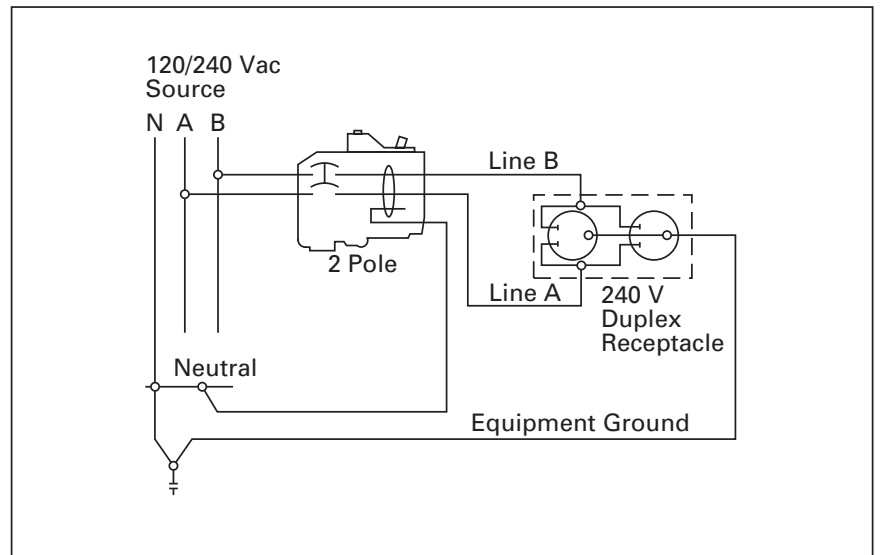 120/240 Vac
Source
N A B
Line B
2 Pole
Line A
240 V
Duplex
Receptacle
Neutral
Equipment Ground